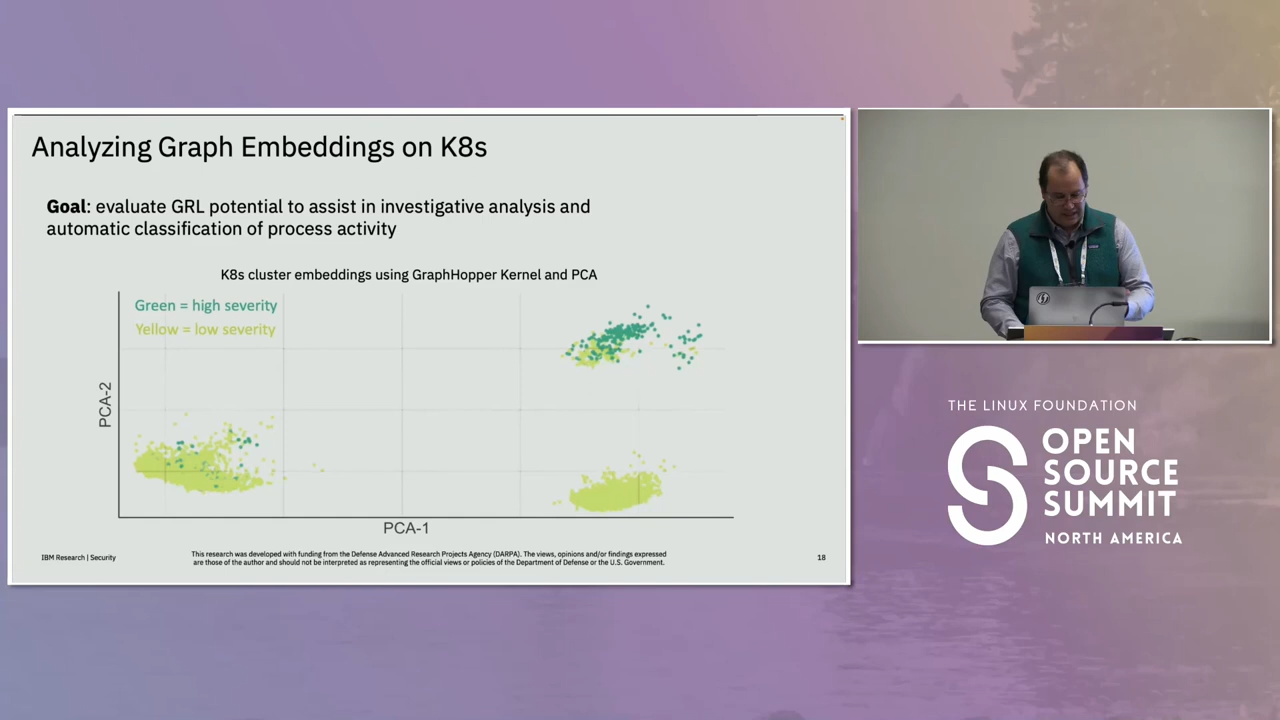 Analyzing Graph Embeddings on K8s
Goal: evaluate GRL potential to assist in investigative analysis and
automatic classification of process activity
K8s cluster embeddings using GraphHopper Kernel and PCA
Green = high severity
Yellow = low severity
PCA-2
PCA-1
IBM Research | Security
This research was developed with funding from the Defense Advanced Research Projects Agency (DARPA). The views, opinions and/or findings expressed
are those of the author and should not be interpreted as representing the official views or policies of the Department of Defense or the U.S. Government.
18
THE LINUX FOUNDATION
OPEN
SOURCE
SUMMIT
NORTH AMERICA